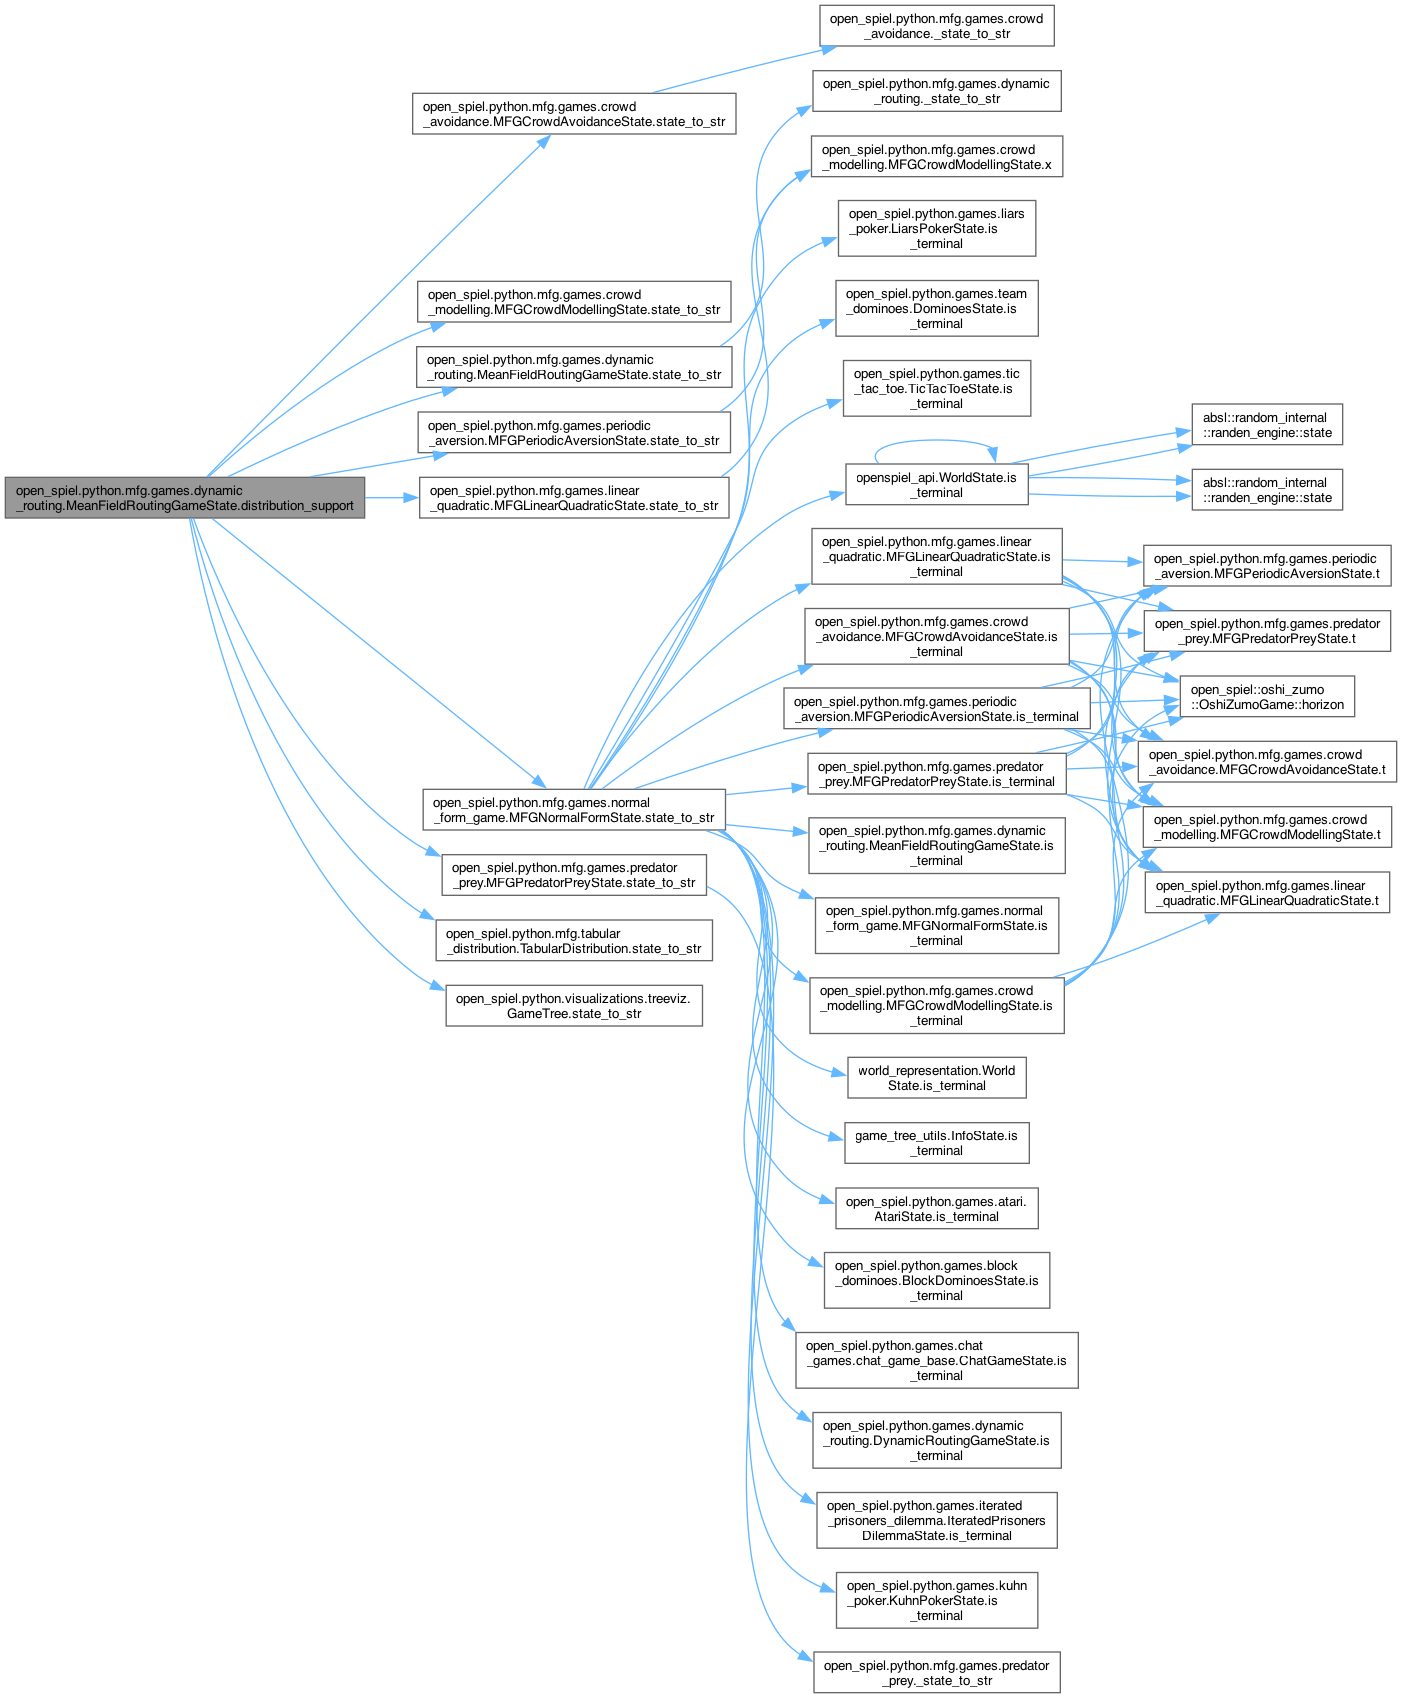 open_spiel.python.mfg.games.dynamic
_routing.MeanFieldRoutingGameState.distribution_support
open_spiel.python.mfg.games.crowd
_avoidance.MFGCrowdAvoidanceState.state_to_str
open_spiel.python.mfg.games.crowd
_modelling.MFGCrowdModellingState.state_to_str
open_spiel.python.mfg.games.dynamic
_routing.MeanFieldRoutingGameState.state_to_str
open_spiel.python.mfg.games.periodic
_aversion.MFGPeriodicAversionState.state_to_str
open_spiel.python.mfg.games.linear
_quadratic.MFGLinearQuadraticState.state_to_str
open_spiel.python.mfg.games.normal
_form_game.MFGNormalFormState.state_to_str
open_spiel.python.mfg.games.predator
_prey.MFGPredatorPreyState.state_to_str
open_spiel.python.mfg.tabular
_distribution.TabularDistribution.state_to_str
open_spiel.python.visualizations.treeviz.
GameTree.state_to_str
open_spiel.python.mfg.games.crowd
_avoidance._state_to_str
open_spiel.python.mfg.games.dynamic
_routing._state_to_str
open_spiel.python.mfg.games.crowd
_modelling.MFGCrowdModellingState.x
open_spiel.python.games.liars
_poker.LiarsPokerState.is
_terminal
open_spiel.python.games.team
_dominoes.DominoesState.is
_terminal
open_spiel.python.games.tic
_tac_toe.TicTacToeState.is
_terminal
openspiel_api.WorldState.is
_terminal
open_spiel.python.mfg.games.linear
_quadratic.MFGLinearQuadraticState.is
_terminal
open_spiel.python.mfg.games.crowd
_avoidance.MFGCrowdAvoidanceState.is
_terminal
open_spiel.python.mfg.games.periodic
_aversion.MFGPeriodicAversionState.is_terminal
open_spiel.python.mfg.games.predator
_prey.MFGPredatorPreyState.is_terminal
open_spiel.python.mfg.games.dynamic
_routing.MeanFieldRoutingGameState.is
_terminal
open_spiel.python.mfg.games.normal
_form_game.MFGNormalFormState.is
_terminal
open_spiel.python.mfg.games.crowd
_modelling.MFGCrowdModellingState.is
_terminal
world_representation.World
State.is_terminal
game_tree_utils.InfoState.is
_terminal
open_spiel.python.games.atari.
AtariState.is_terminal
open_spiel.python.games.block
_dominoes.BlockDominoesState.is
_terminal
open_spiel.python.games.chat
_games.chat_game_base.ChatGameState.is
_terminal
open_spiel.python.games.dynamic
_routing.DynamicRoutingGameState.is
_terminal
open_spiel.python.games.iterated
_prisoners_dilemma.IteratedPrisoners
DilemmaState.is_terminal
open_spiel.python.games.kuhn
_poker.KuhnPokerState.is
_terminal
open_spiel.python.mfg.games.predator
_prey._state_to_str
absl::random_internal
::randen_engine::state
absl::random_internal
::randen_engine::state
open_spiel.python.mfg.games.periodic
_aversion.MFGPeriodicAversionState.t
open_spiel.python.mfg.games.predator
_prey.MFGPredatorPreyState.t
open_spiel::oshi_zumo
::OshiZumoGame::horizon
open_spiel.python.mfg.games.crowd
_avoidance.MFGCrowdAvoidanceState.t
open_spiel.python.mfg.games.crowd
_modelling.MFGCrowdModellingState.t
open_spiel.python.mfg.games.linear
_quadratic.MFGLinearQuadraticState.t